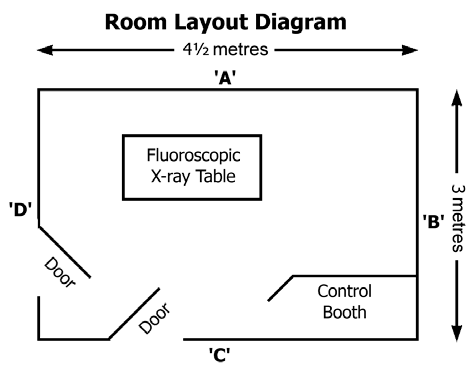 Room Layout Diagram
4½ metres
'A'
Fluoroscopic
X-ray Table
'D'
'B'
3 metres
Door
Door
Control
Booth
'C'